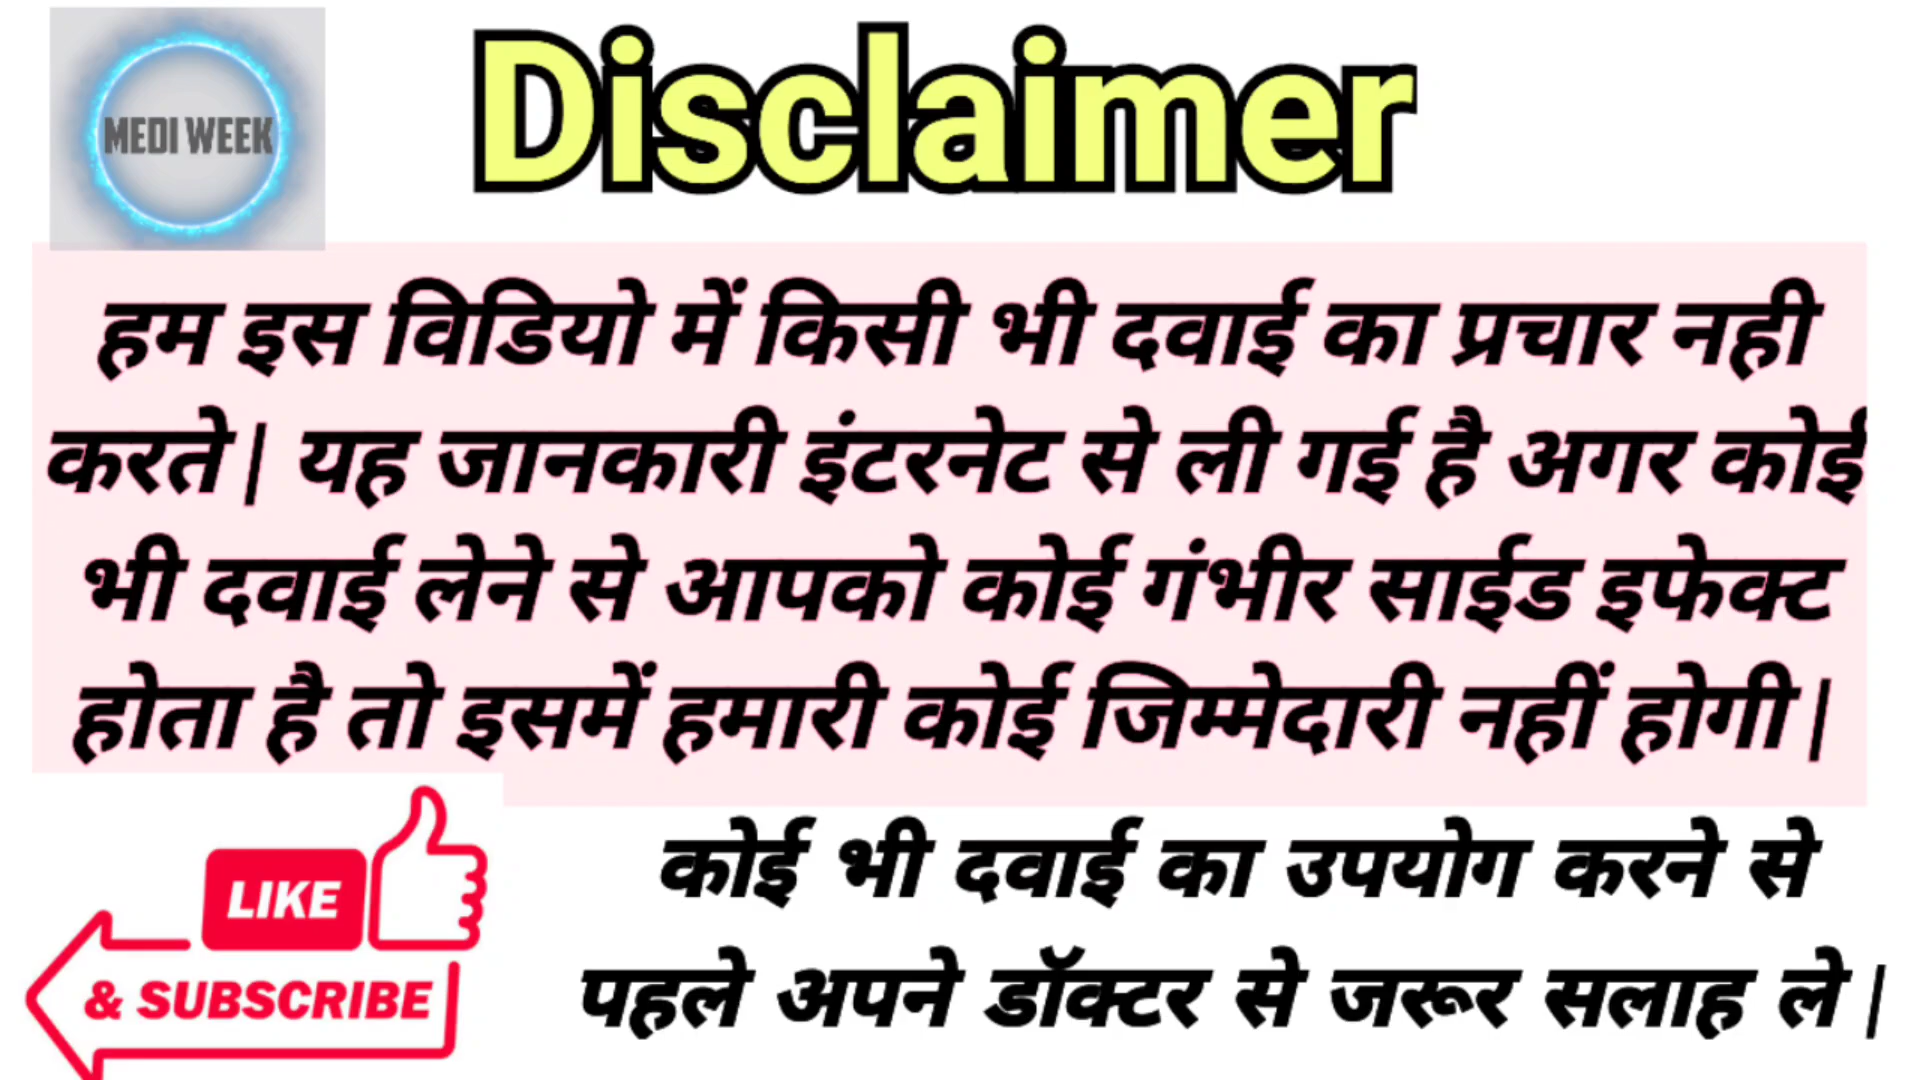 MEDI WEEK
Disclaimer
हम इस विडियो में किसी भी दवाई का प्रचार नही
करते| यह जानकारी इंटरनेट से ली गई है अगर कोई
भी दवाई लेने से आपको कोई गंभीर साईड इफेक्ट
होता है तो इसमें हमारी कोई जिम्मेदारी नहीं होगी|
कोई भी दवाई का उपयोग करने से
पहले अपने डॉक्टर से जरूर सलाह ले|
LIKE
& SUBSCRIBE